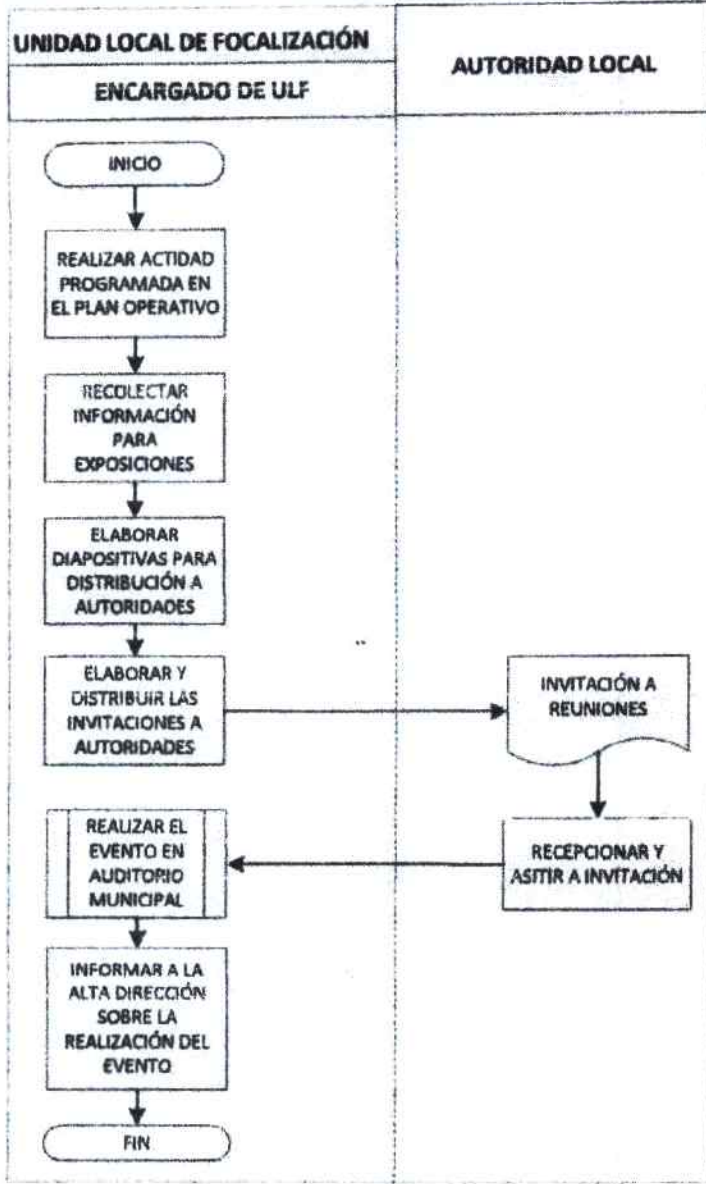 UNIDAD LOCAL DE FOCALIZACIÓN
ENCARGADO DE ULF
AUTORIDAD LOCAL
INICIO
REALIZAR ACTIDAD
PROGRAMADA EN
EL PLAN OPERATIVO
RECOLECTAR
INFORMACIÓN
PARA
EXPOSICIONES
ELABORAR
DIAPOSITIVAS PARA
DISTRIBUCIÓN A
AUTORIDADES
ELABORAR Y
DISTRIBUIR LAS
INVITACIONES A
AUTORIDADES
INVITACIÓN A
REUNIONES
RECEPCIONAR Y
ASITIR A INVITACIÓN
REALIZAR EL
EVENTO EN
AUDITORIO
MUNICIPAL
INFORMAR A LA
ALTA DIRECCIÓN
SOBRE LA
REALIZACIÓN DEL
EVENTO
FIN